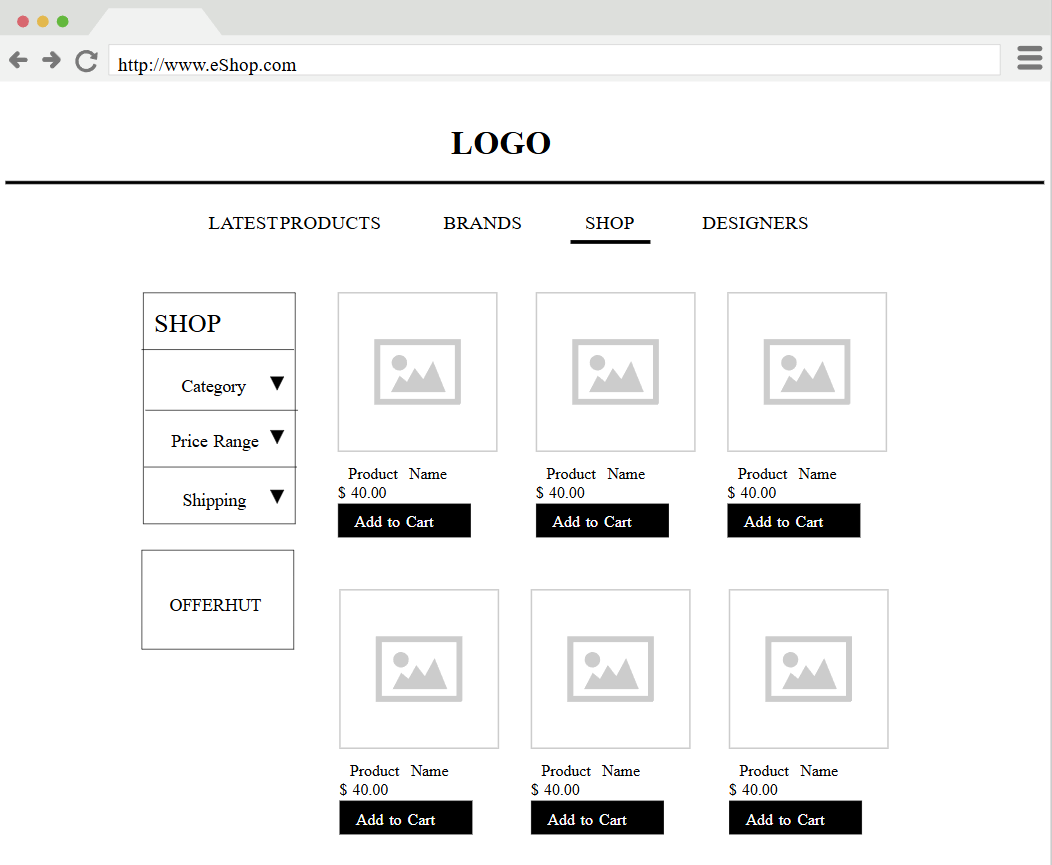 http://www.eShop.com
LOGO
LATEST PRODUCTS BRANDS SHOP DESIGNERS
SHOP
Category
Price Range
Shipping
OFFERHUT
Product Name Product Name Product Name
$ 40.00 $ 40.00 $ 40.00
Add to Cart Add to Cart Add to Cart
Product Name Product Name Product Name
$ 40.00 $ 40.00 $ 40.00
Add to Cart Add to Cart Add to Cart